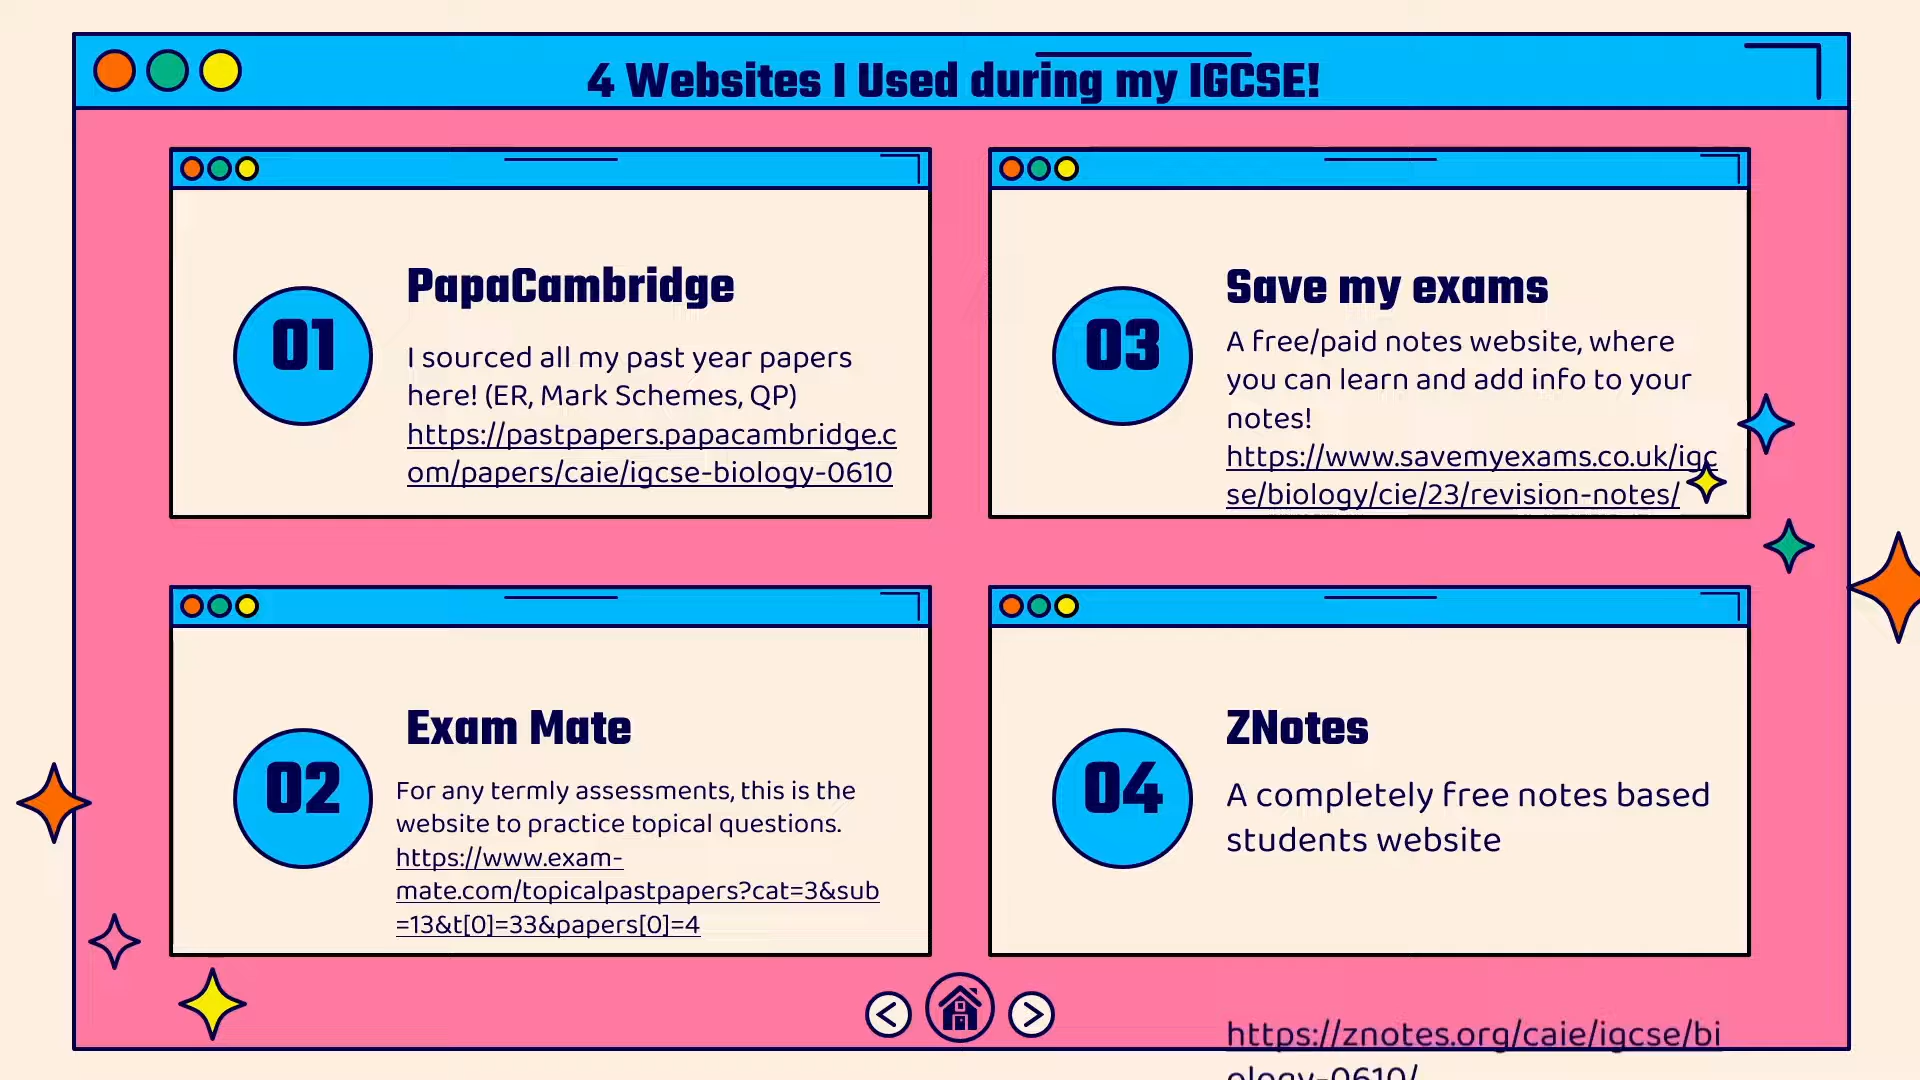 4 Websites I Used during my IGCSE!
01
PapaCambridge
I sourced all my past year papers
here! (ER, Mark Schemes, QP)
https://pastpapers.papacambridge.c
om/papers/caie/igcse-biology-0610
02
Exam Mate
For any termly assessments, this is the
website to practice topical questions.
https://www.exam-
mate.com/topicalpastpapers?cat=3&sub
=13&t[0]=33&papers[0]=4
03
Save my exams
A free/paid notes website, where
you can learn and add info to your
notes!
https://www.savemyexams.co.uk/igc
se/biology/cie/23/revision-notes/
04
ZNotes
A completely free notes based
students website
https://znotes.org/caie/igcse/bi
ology-0610/